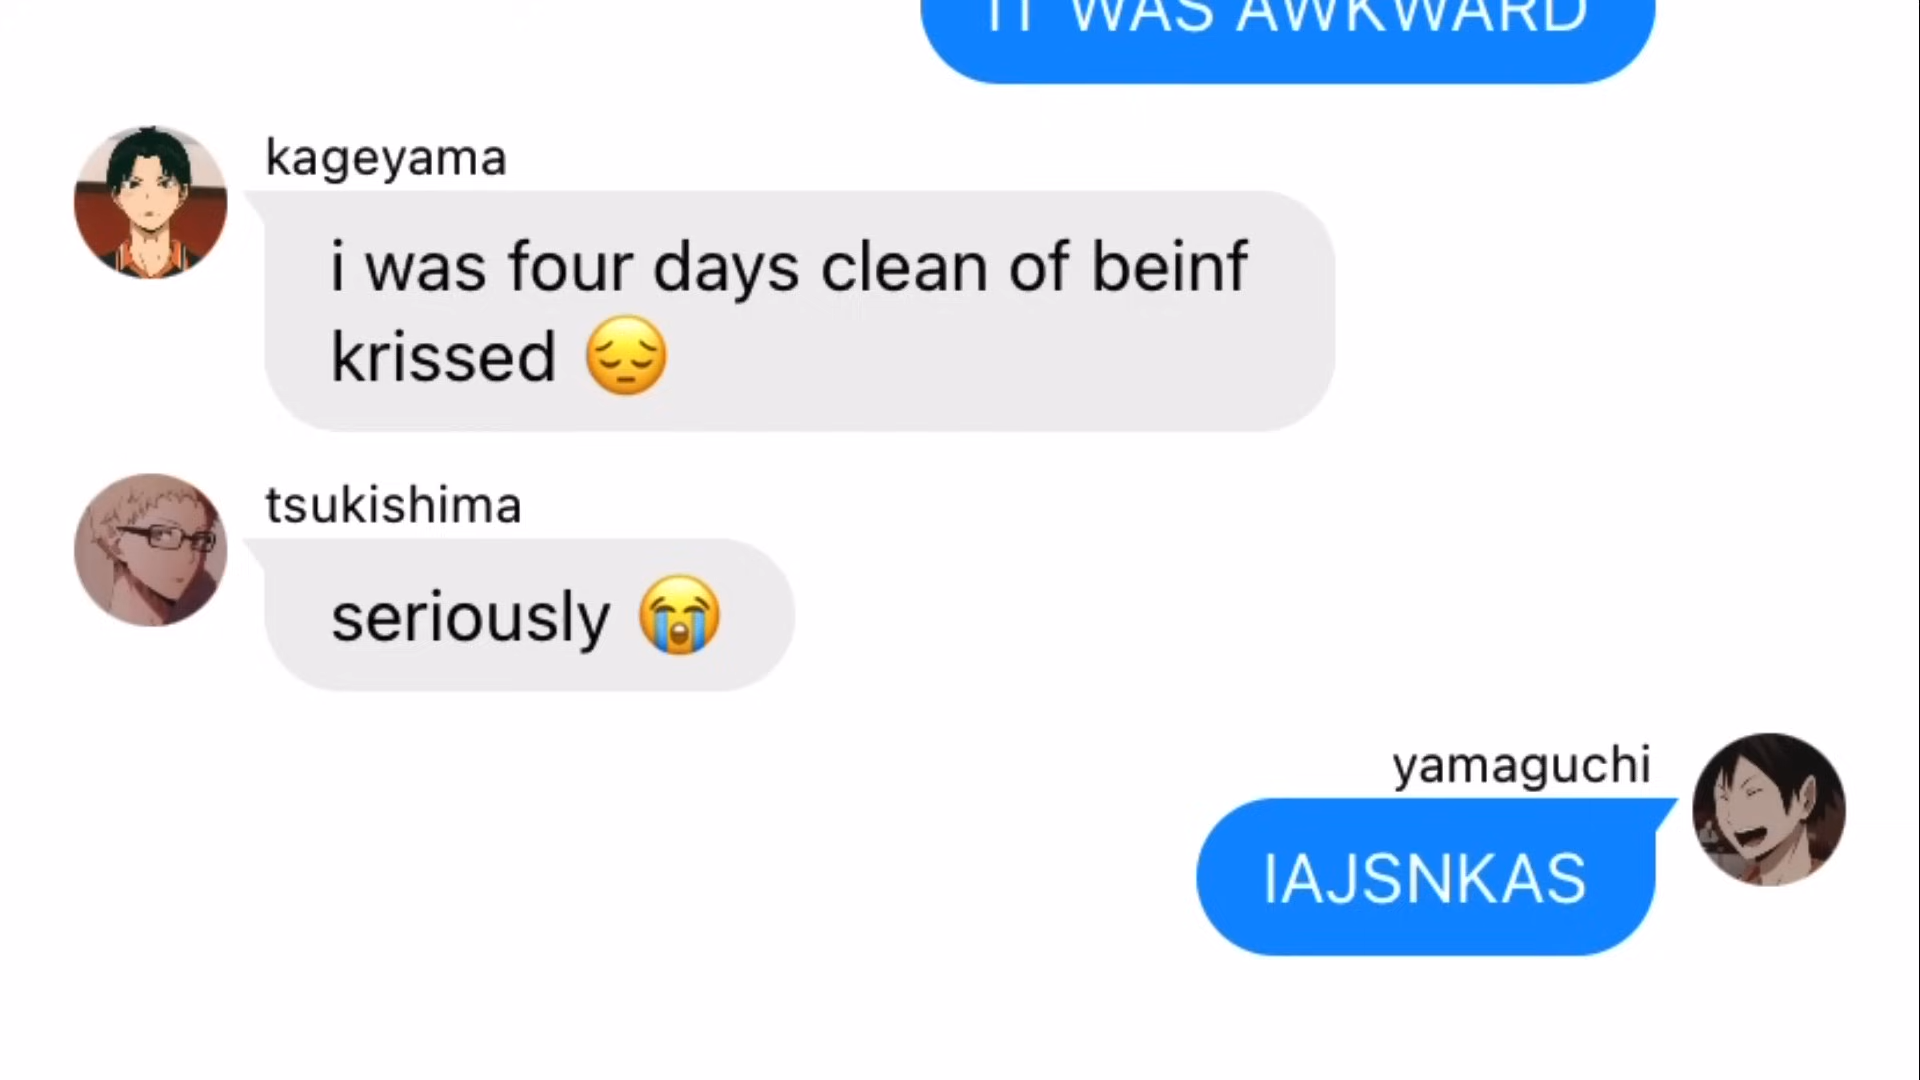 IT WAS AWKWARD
kageyama
i was four days clean of beinf
krissed 😔
tsukishima
seriously 😭
yamaguchi
IAJSNKAS